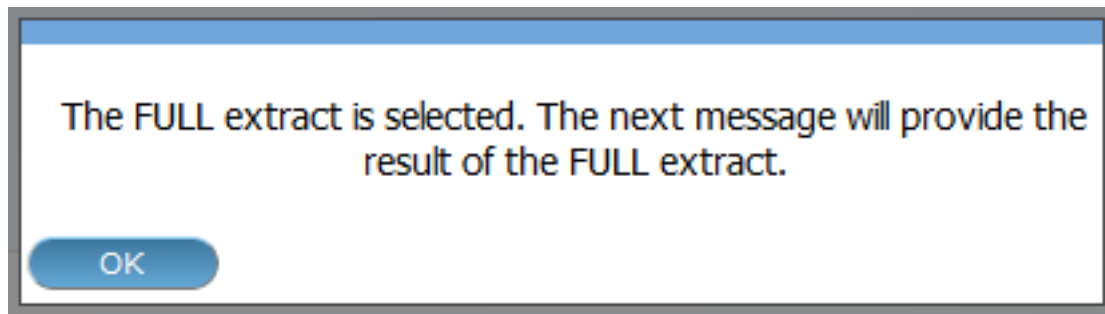 The FULL extract is selected. The next message will provide the
result of the FULL extract.
OK